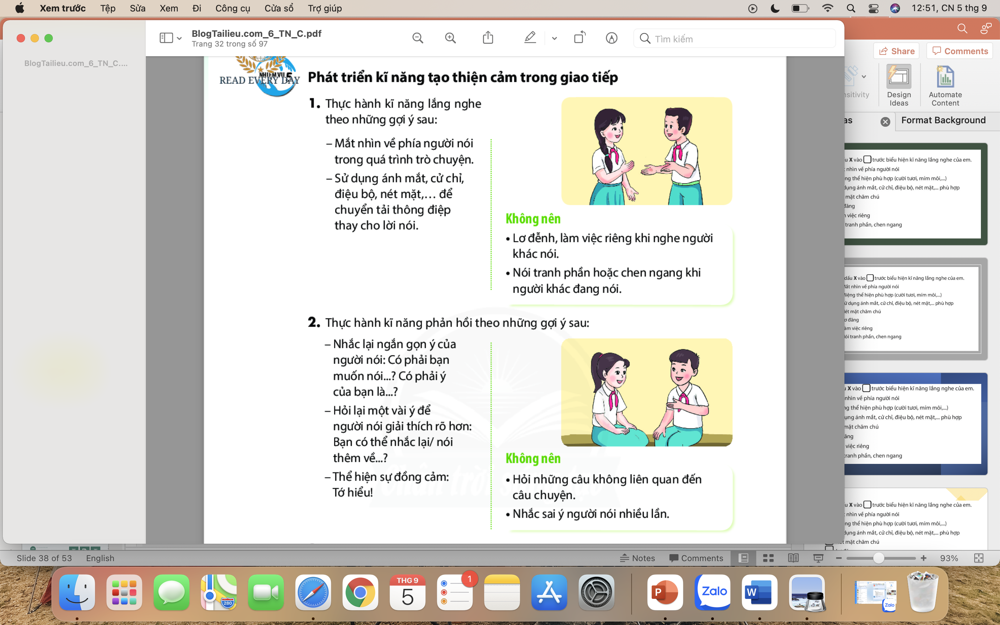 Xem trước Tệp Sửa Xem Đi Công cụ Cửa sổ Trợ giúp 12:51, CN 5 thg 9
BlogTailieu.com_6_TN_C.pdf
Trang 32 trong số 97
Tìm kiếm
BlogTailieu.com_6_TN_C....
Share Comments
nsitivity
Design
Ideas
Automate
Content
as
Format Background
NHIỆM VỤ 5
READ EVERY DAY
Phát triển kĩ năng tạo thiện cảm trong giao tiếp
1. Thực hành kĩ năng lắng nghe
theo những gợi ý sau:
– Mắt nhìn về phía người nói
trong quá trình trò chuyện.
– Sử dụng ánh mắt, cử chỉ,
điệu bộ, nét mặt,… để
chuyển tải thông điệp
thay cho lời nói.
Không nên
• Lơ đễnh, làm việc riêng khi nghe người
khác nói.
• Nói tranh phần hoặc chen ngang khi
người khác đang nói.
2. Thực hành kĩ năng phản hồi theo những gợi ý sau:
– Nhắc lại ngắn gọn ý của
người nói: Có phải bạn
muốn nói...? Có phải ý
của bạn là...?
– Hỏi lại một vài ý để
người nói giải thích rõ hơn:
Bạn có thể nhắc lại/ nói
thêm về...?
– Thể hiện sự đồng cảm:
Tớ hiểu!
Không nên
• Hỏi những câu không liên quan đến
câu chuyện.
• Nhắc sai ý người nói nhiều lần.
Chân trời sáng tạo
u X vào trước biểu hiện kĩ năng lắng nghe của em.
nhìn về phía người nói
ng thể hiện phù hợp (cười tươi, mím môi,...)
dụng ánh mắt, cử chỉ, điệu bộ, nét mặt,... phù hợp
mặt chăm chú
đãng
việc riêng
tranh phần, chen ngang
dấu X vào trước biểu hiện kĩ năng lắng nghe của em.
Mắt nhìn về phía người nói
Miệng thể hiện phù hợp (cười tươi, mím môi,...)
ử dụng ánh mắt, cử chỉ, điệu bộ, nét mặt,... phù hợp
ét mặt chăm chú
ơ đãng
àm việc riêng
ói tranh phần, chen ngang
X vào trước biểu hiện kĩ năng lắng nghe của em.
nhìn về phía người nói
ng thể hiện phù hợp (cười tươi, mím môi,...)
ụng ánh mắt, cử chỉ, điệu bộ, nét mặt,... phù hợp
mặt chăm chú
ãng
việc riêng
tranh phần, chen ngang
u X vào trước biểu hiện kĩ năng lắng nghe của em.
nhìn về phía người nói
ng thể hiện phù hợp (cười tươi, mím môi,...)
dụng ánh mắt, cử chỉ, điệu bộ, nét mặt,... phù hợp
ét mặt chăm chú
Slide 38 of 53 English Notes Comments 93%
280
THG 9
5
1
P
Zalo
W
Zalo